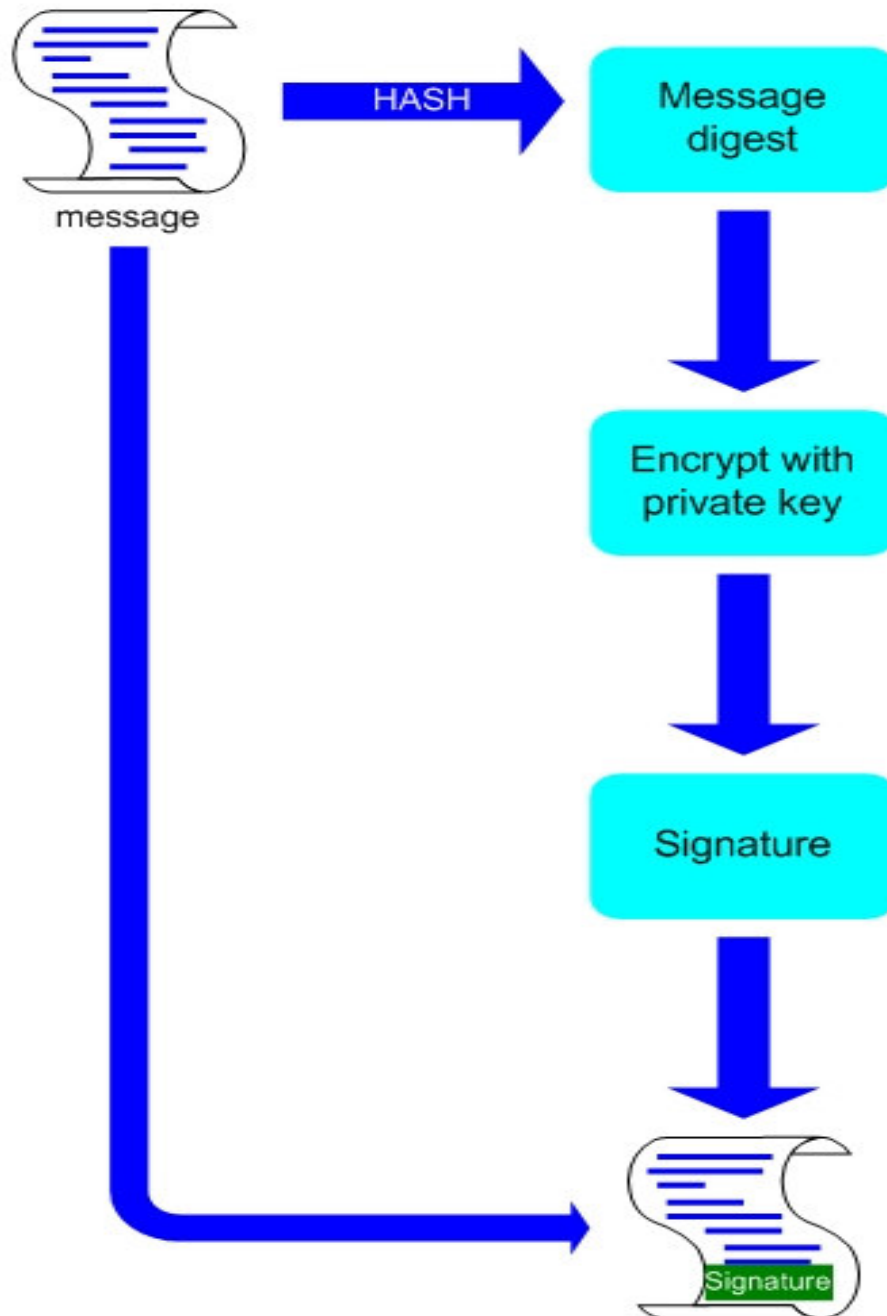 HASH
Message
digest
message
Encrypt with
private key
Signature
Signature